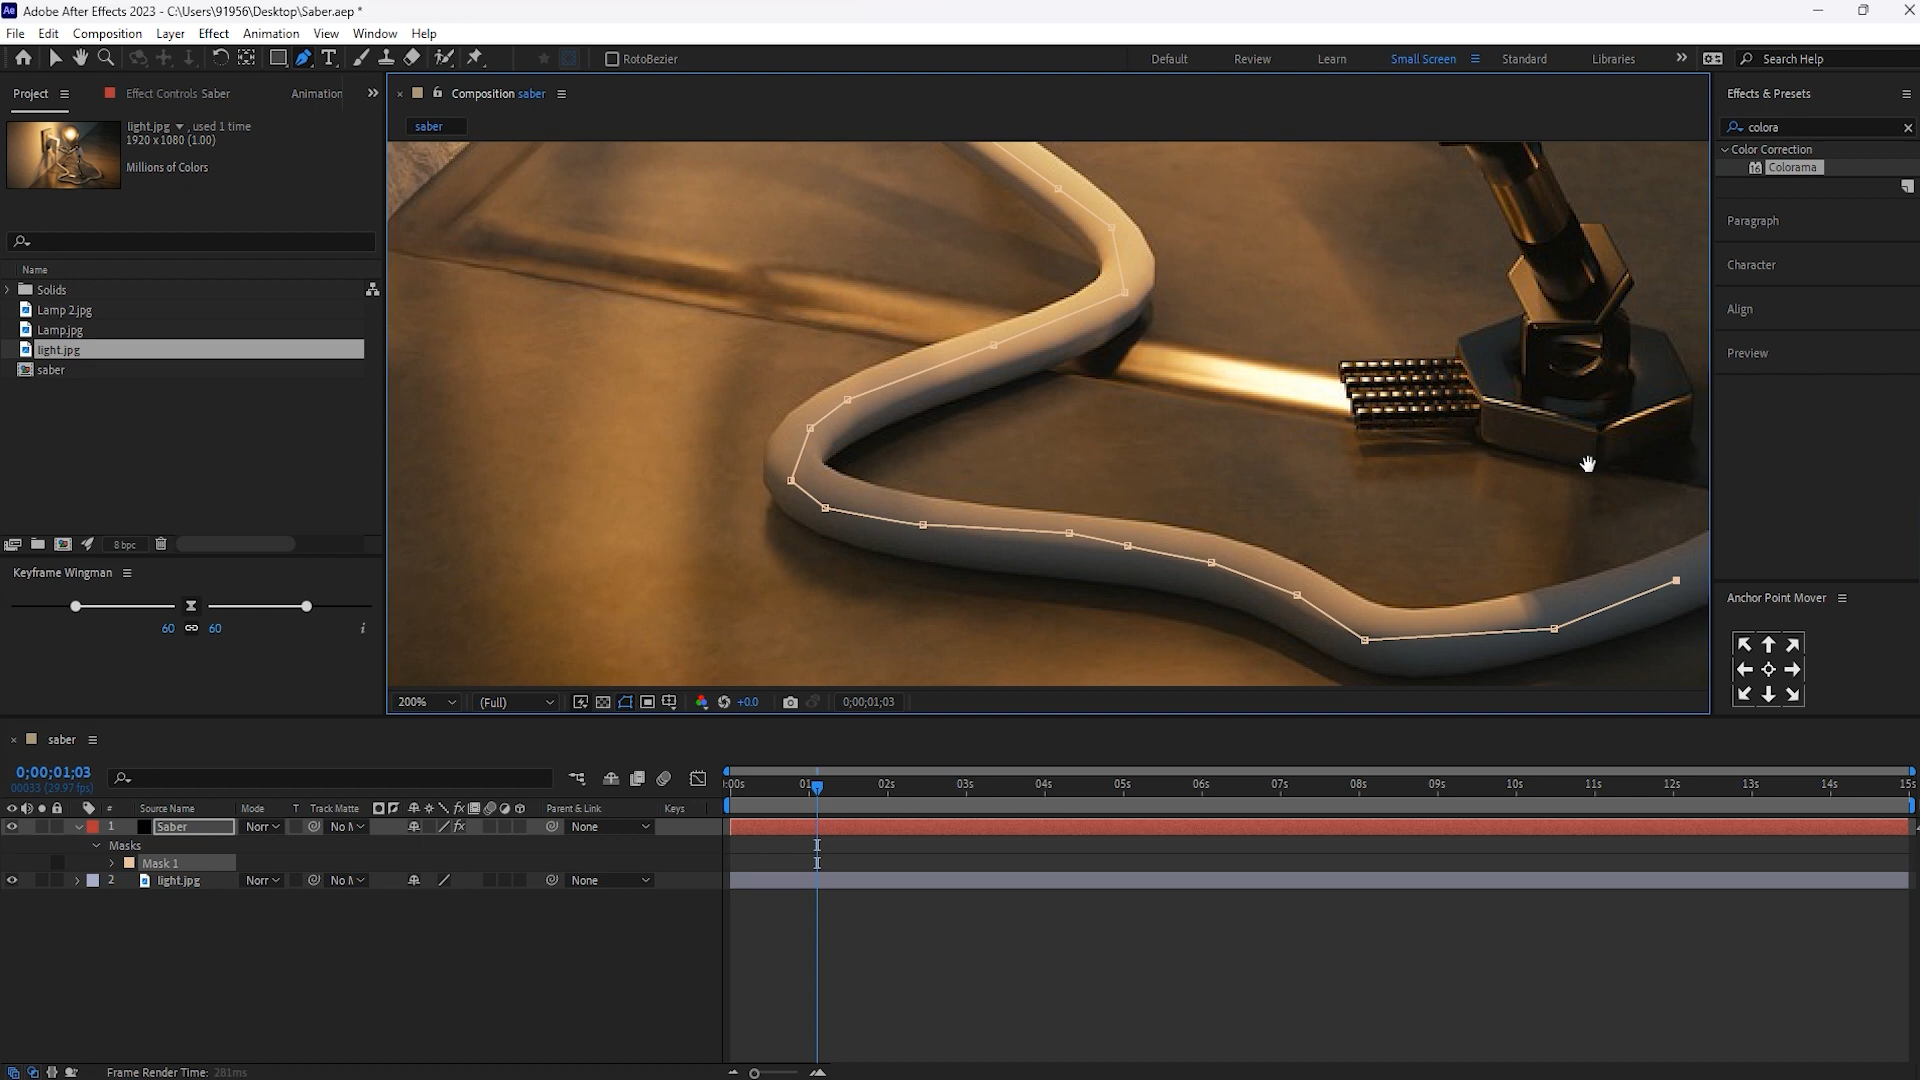 Adobe After Effects 2023 - C:\Users\91956\Desktop\Saber.aep *
File Edit Composition Layer Effect Animation View Window Help
RotoBezier
Default Review Learn Small Screen Standard Libraries Search Help
Project Effect Controls Saber Animation
Composition saber
Effects & Presets
saber
light.jpg , used 1 time
1920 x 1080 (1.00)
Millions of Colors
colora
Color Correction
16 Colorama
Paragraph
Character
Align
Preview
Name
Solids
Lamp 2.jpg
Lamp.jpg
light.jpg
saber
8 bpc
Keyframe Wingman
60 60
i
Anchor Point Mover
200% (Full) +0.0 0;00;01;03
saber
0;00;01;03
00033 (29.97 fps)
:00s 01 02s 03s 04s 05s 06s 07s 08s 09s 10s 11s 12s 13s 14s 15s
# Source Name Mode T Track Matte Parent & Link Keys
1 Saber Norr No M None
Masks
Mask 1
2 light.jpg Norr No M None
Frame Render Time: 281ms